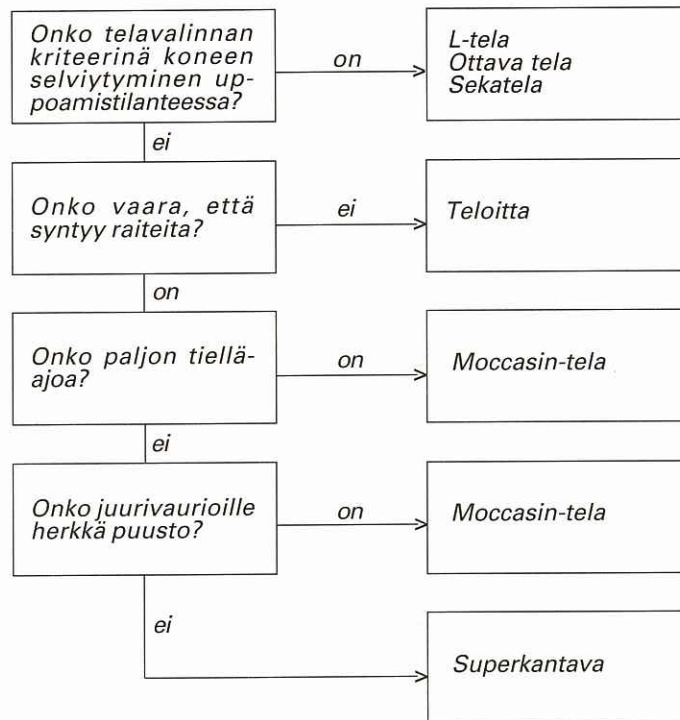 Onko telavalinnan
kriteerinä koneen
selviytyminen up-
poamistilanteessa?
on
L-tela
Ottava tela
Sekatela
ei
Onko vaara, että
syntyy raiteita?
ei
Teloitta
on
Onko paljon tiellä-
ajoa?
on
Moccasin-tela
ei
Onko juurivaurioille
herkkä puusto?
on
Moccasin-tela
ei
Superkantava